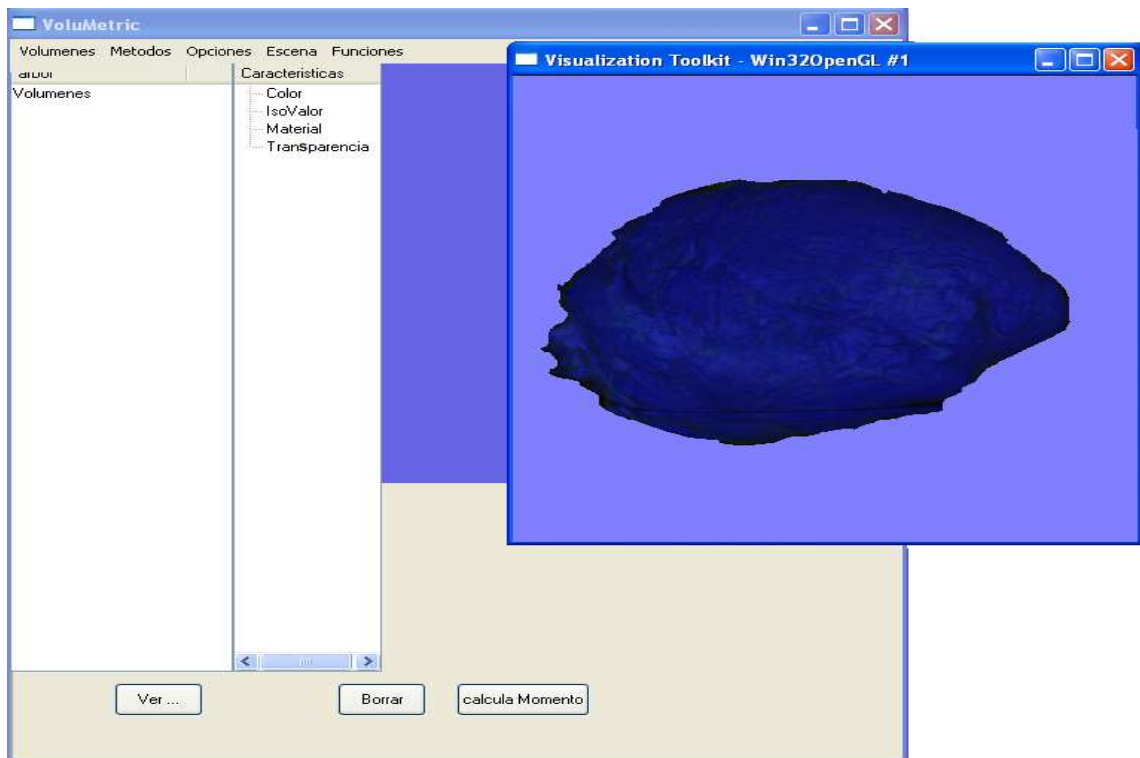 VoluMetric
Volumenes Metodos Opciones Escena Funciones
Visualization Toolkit - Win32OpenGL #1
Caracteristicas
Volumenes
Color
IsoValor
Material
Transparencia
Ver ...
Borrar
calcula Momento